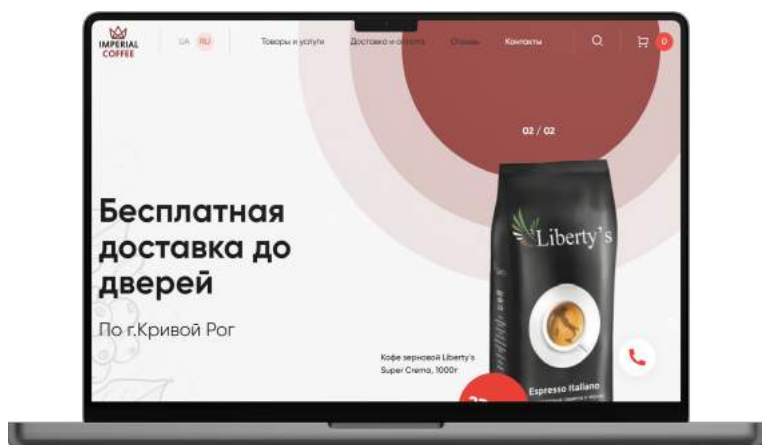 IMPERIAL
COFFEE
UA RU
Товары и услуги
Доставка и оплата
Отзывы
Контакты
0
02 / 02
Бесплатная
доставка до
дверей
По г.Кривой Рог
Liberty's
Кофе зерновой Liberty's
Super Crema, 1000г
Espresso Italiano